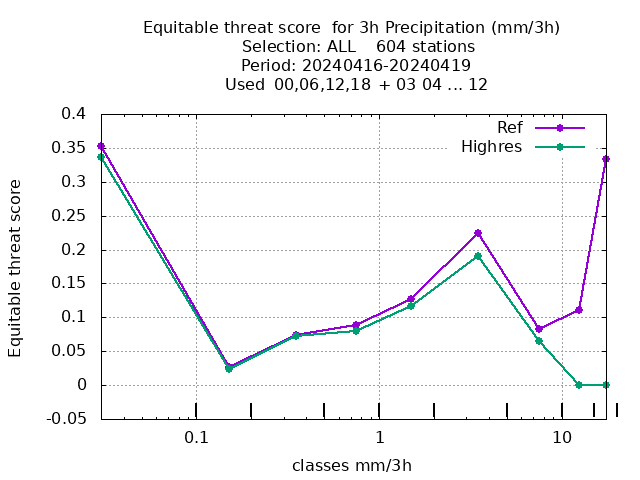 Equitable threat score  for 3h Precipitation (mm/3h)
Selection: ALL    604 stations
Period: 20240416-20240419
Used  00,06,12,18 + 03 04 ... 12
Ref
Highres
0.4
0.35
0.3
0.25
0.2
0.15
0.1
0.05
0
-0.05
Equitable threat score
0.1 1 10
classes mm/3h